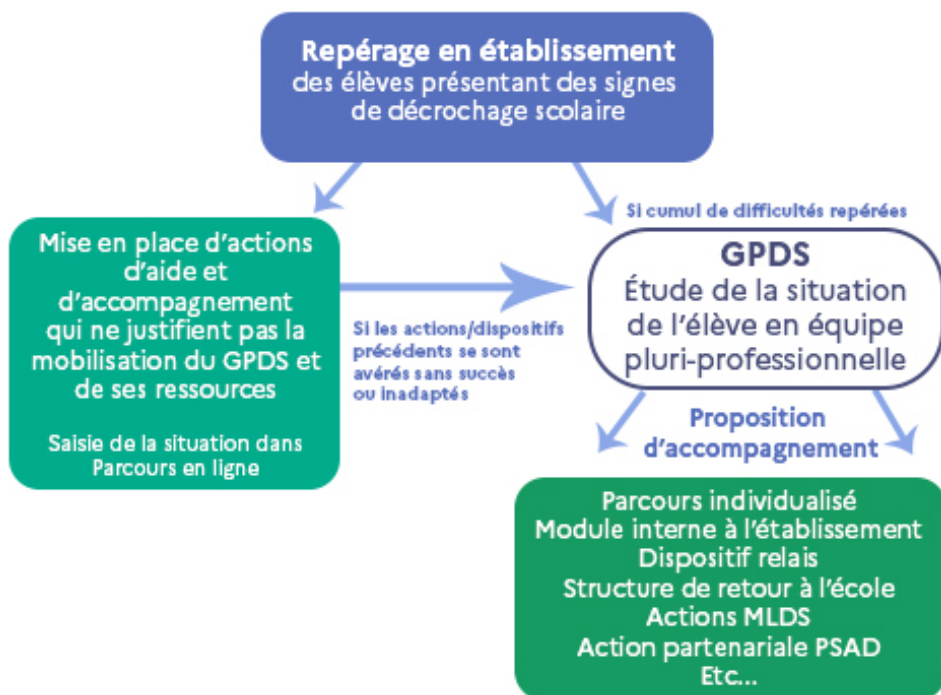 Repérage en établissement
des élèves présentant des signes
de décrochage scolaire
Mise en place d'actions
d'aide et
d'accompagnement
qui ne justifient pas la
mobilisation du GPDS et
de ses ressources
Saisie de la situation dans
Parcours en ligne
Si les actions/dispositifs
précédents se sont
avérés sans succès
ou inadaptés
Si cumul de difficultés repérées
GPDS
Étude de la situation
de l'élève en équipe
pluri-professionnelle
Proposition
d'accompagnement
Parcours individualisé
Module interne à l'établissement
Dispositif relais
Structure de retour à l'école
Actions MLDS
Action partenariale PSAD
Etc...